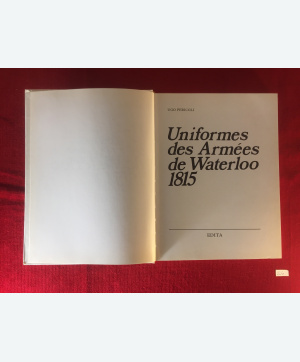 Uniformes
des Armées
de Waterloo
1815
EDITA